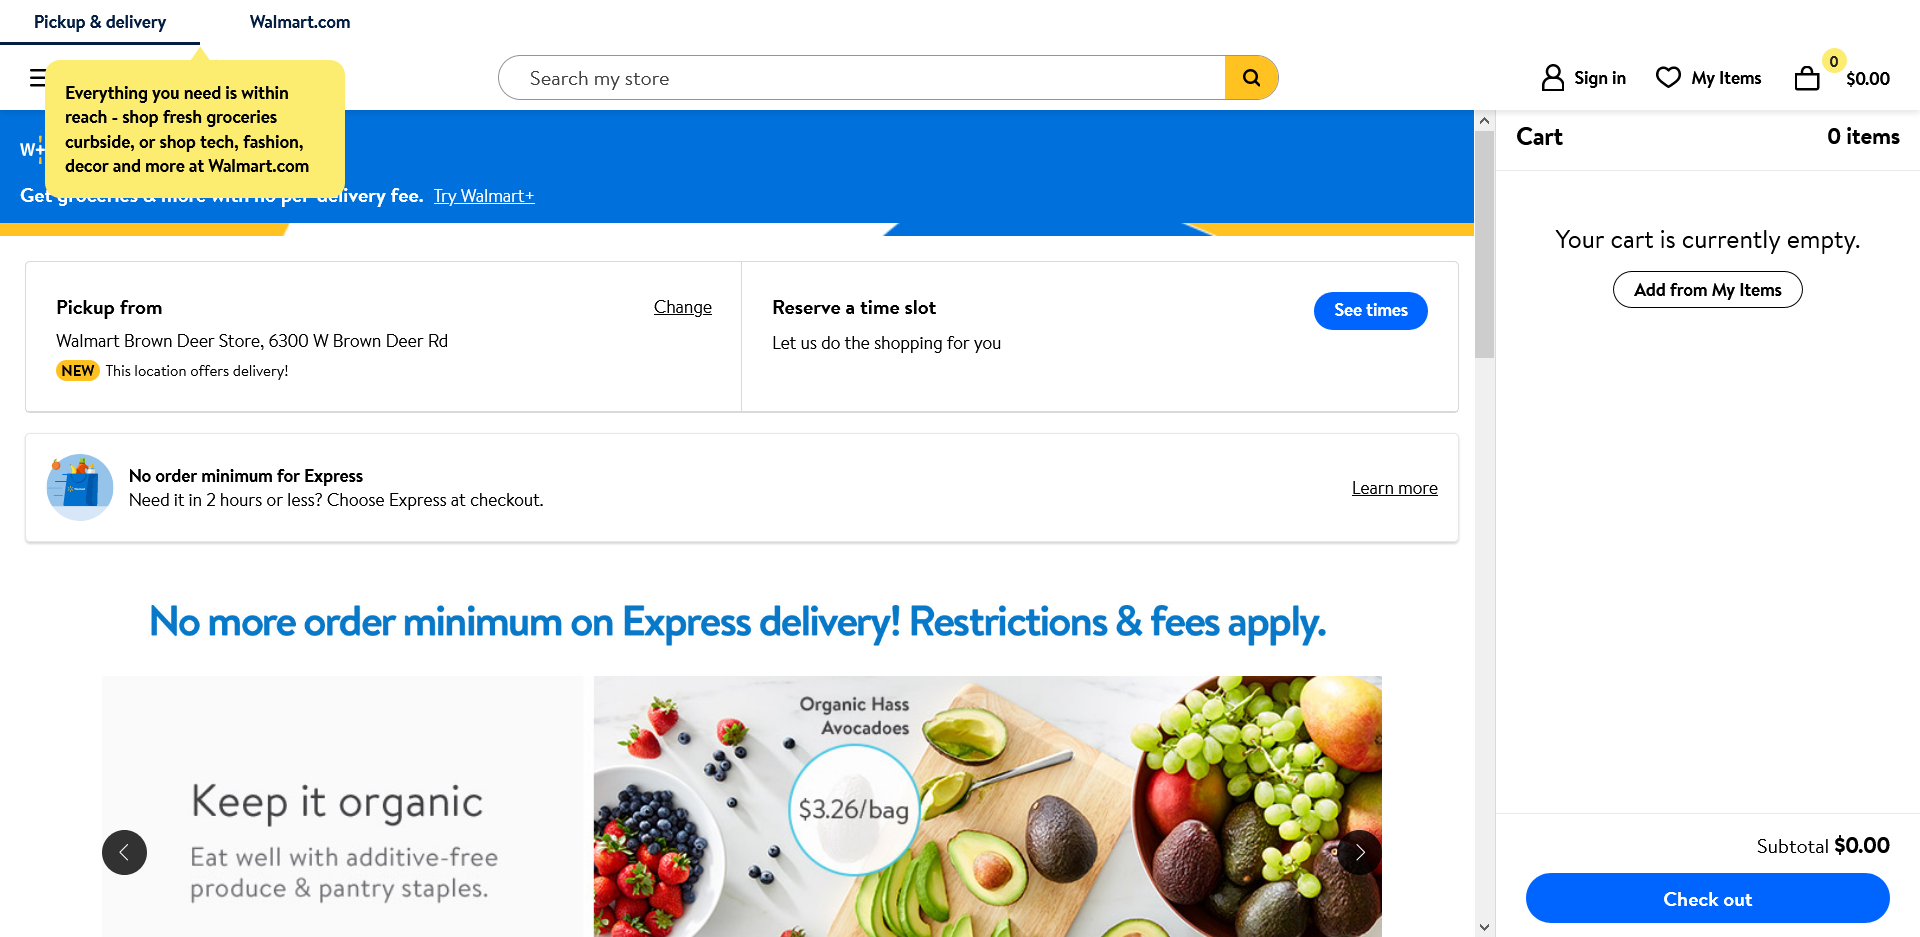 Pickup & delivery
Walmart.com
Everything you need is within
reach - shop fresh groceries
curbside, or shop tech, fashion,
decor and more at Walmart.com
Search my store
Sign in
My Items
0
$0.00
W+
Get groceries & more with no per-delivery fee. Try Walmart+
Pickup from
Change
Walmart Brown Deer Store, 6300 W Brown Deer Rd
NEW This location offers delivery!
Reserve a time slot
Let us do the shopping for you
See times
No order minimum for Express
Need it in 2 hours or less? Choose Express at checkout.
Learn more
No more order minimum on Express delivery! Restrictions & fees apply.
Keep it organic
Eat well with additive-free
produce & pantry staples.
Organic Hass
Avocadoes
$3.26/bag
Cart
0 items
Your cart is currently empty.
Add from My Items
Subtotal $0.00
Check out